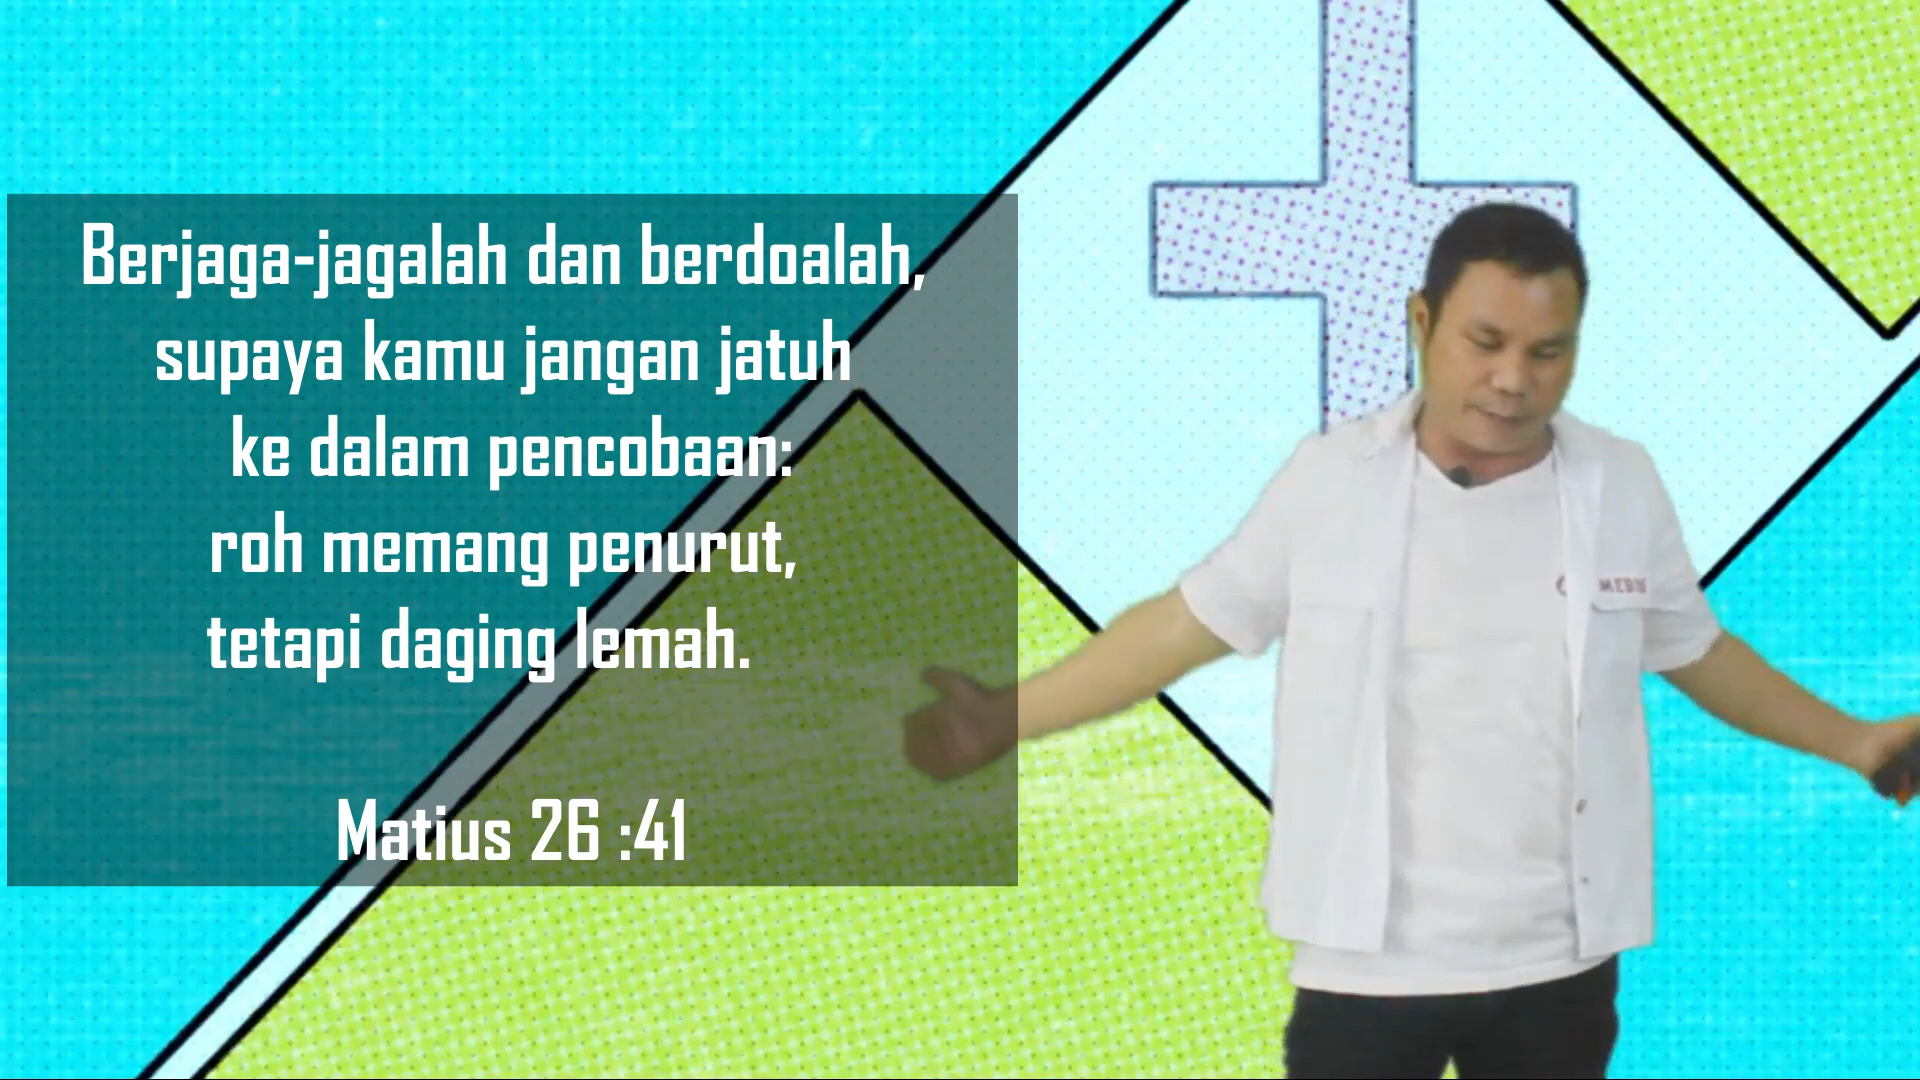 Berjaga-jagalah dan berdoalah,
supaya kamu jangan jatuh
ke dalam pencobaan:
roh memang penurut,
tetapi daging lemah.
Matius 26 :41